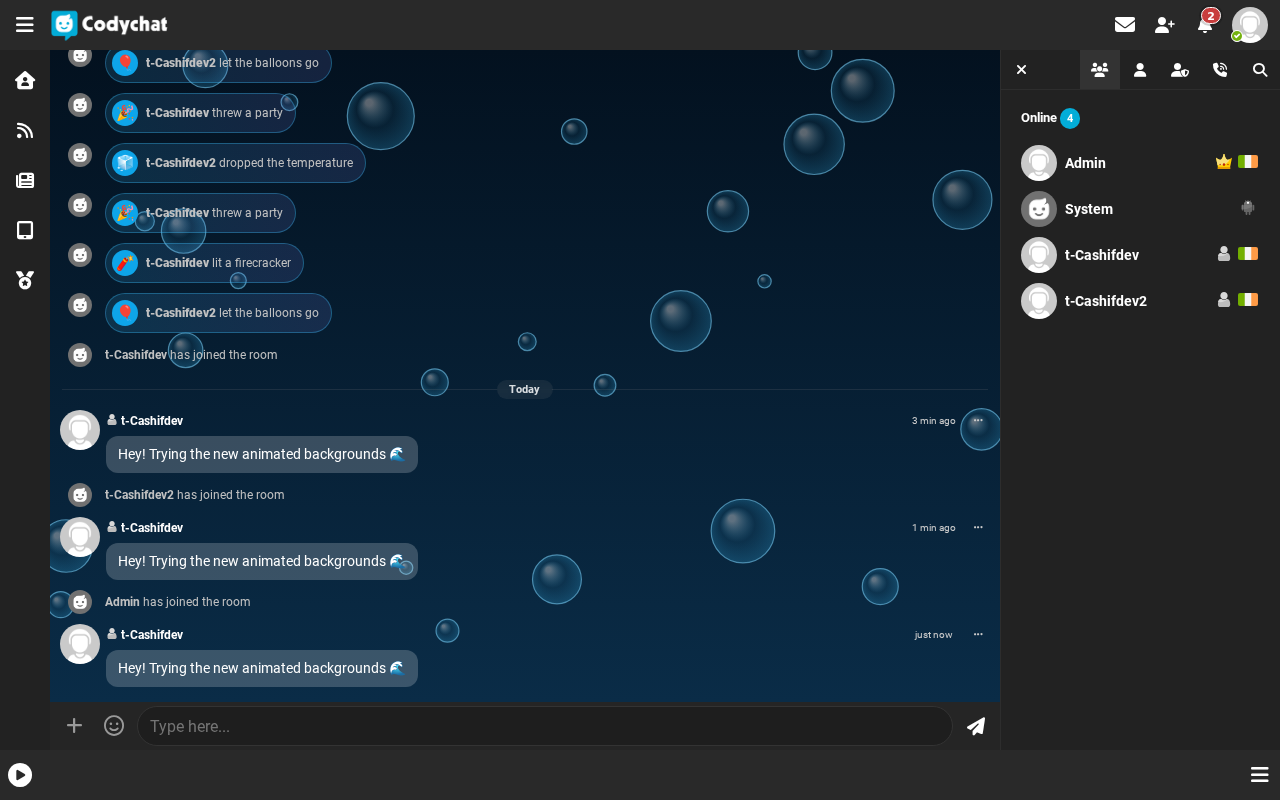 Codychat
2
t-Cashifdev2 let the balloons go
t-Cashifdev threw a party
t-Cashifdev2 dropped the temperature
t-Cashifdev threw a party
t-Cashifdev lit a firecracker
t-Cashifdev2 let the balloons go
t-Cashifdev has joined the room
Today
t-Cashifdev 3 min ago
Hey! Trying the new animated backgrounds 🌊
t-Cashifdev2 has joined the room
t-Cashifdev 1 min ago
Hey! Trying the new animated backgrounds 🌊
Admin has joined the room
t-Cashifdev just now
Hey! Trying the new animated backgrounds 🌊
Type here...
Online 4
Admin
System
t-Cashifdev
t-Cashifdev2